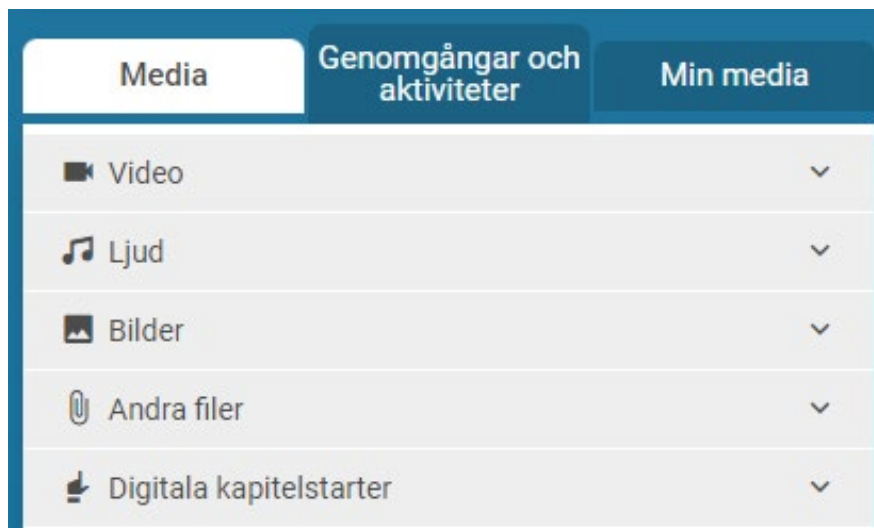 Media
Genomgångar och
aktiviteter
Min media
Video
Ljud
Bilder
Andra filer
Digitala kapitelstarter